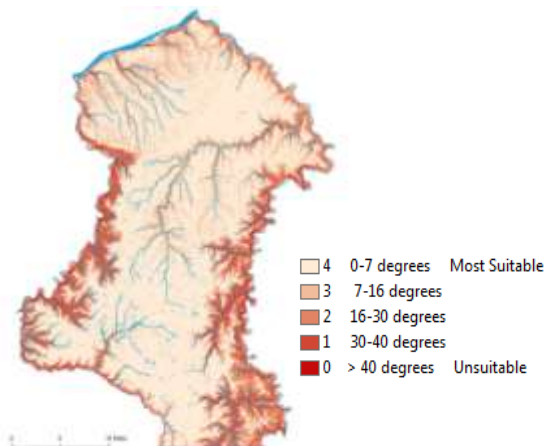 4 0-7 degrees Most Suitable
3 7-16 degrees
2 16-30 degrees
1 30-40 degrees
0 > 40 degrees Unsuitable